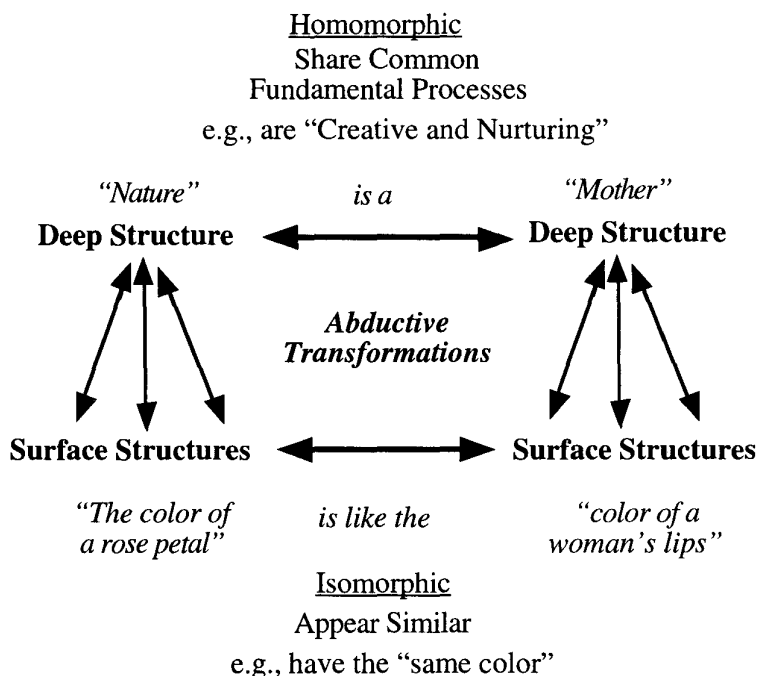 Homomorphic
Share Common
Fundamental Processes
e.g., are “Creative and Nurturing”
“Nature” is a “Mother”
Deep Structure Deep Structure
Abductive
Transformations
Surface Structures Surface Structures
“The color of is like the “color of a
a rose petal” woman's lips”
Isomorphic
Appear Similar
e.g., have the “same color”